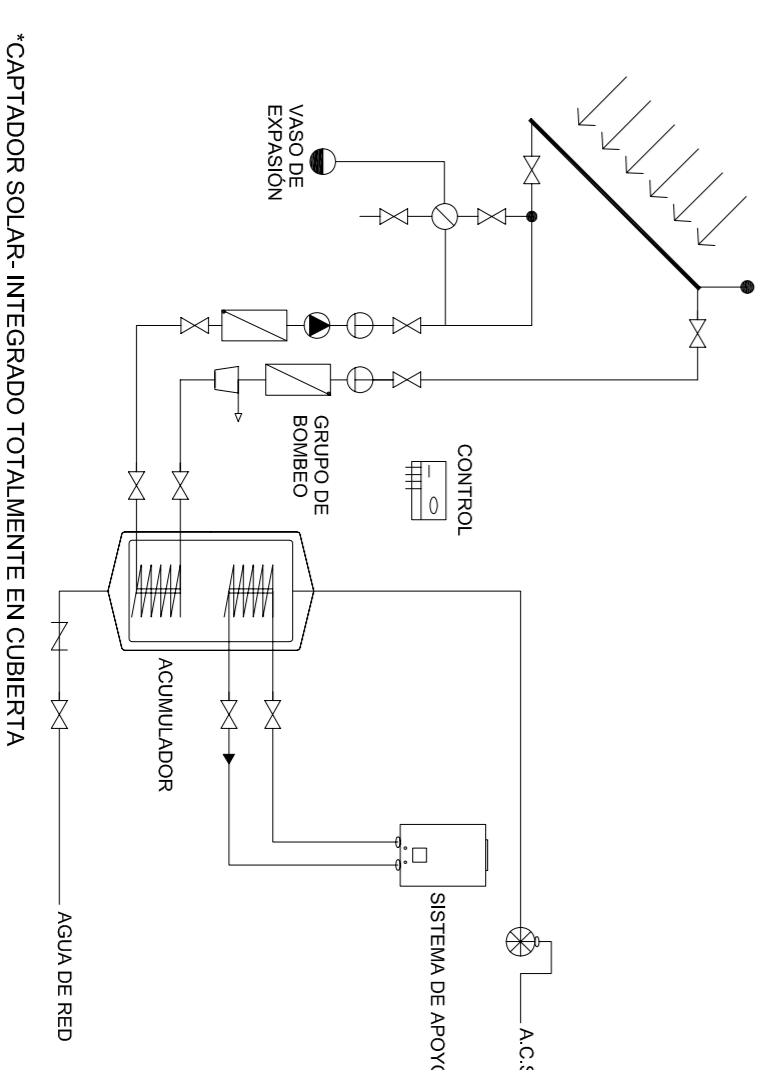 A.C.S
CONTROL
SISTEMA DE APOYO
GRUPO DE
BOMBEO
VASO DE
EXPASIÓN
ACUMULADOR
AGUA DE RED
*CAPTADOR SOLAR- INTEGRADO TOTALMENTE EN CUBIERTA